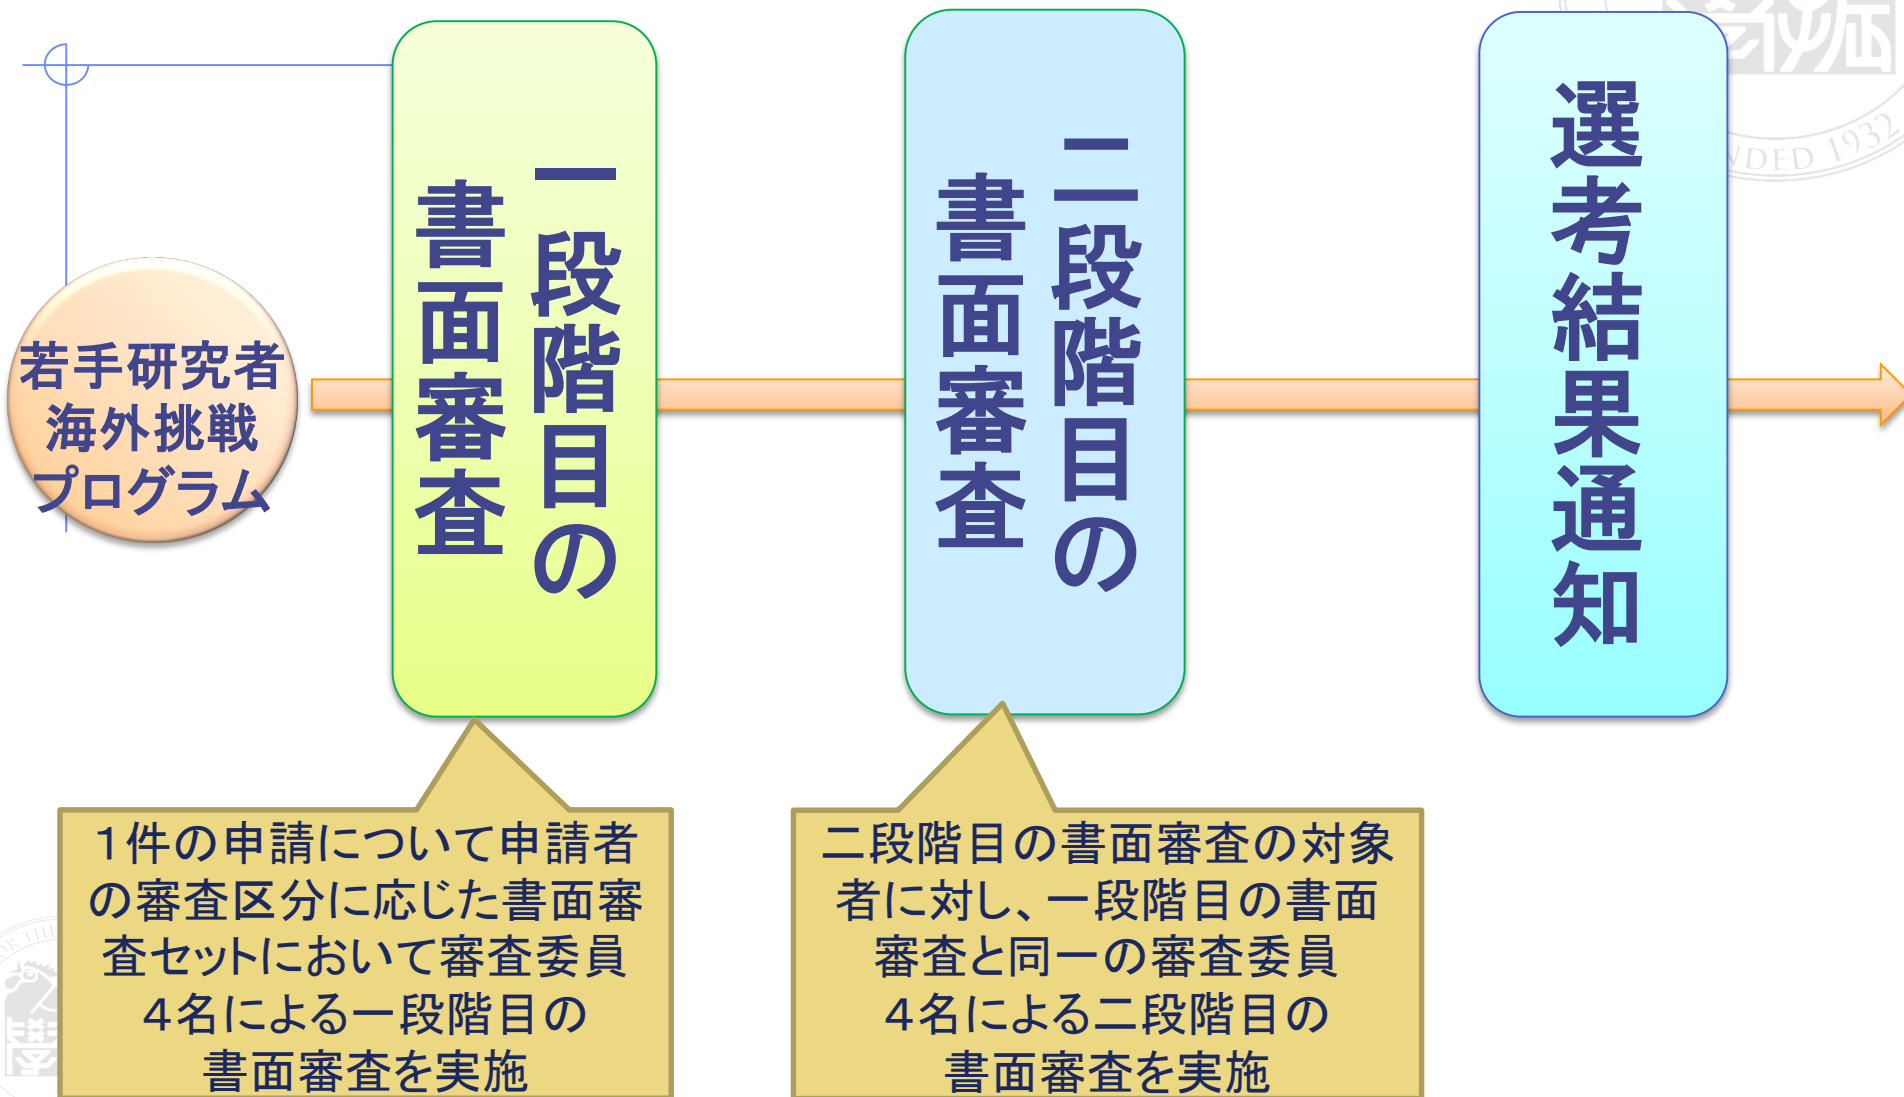 若手研究者
海外挑戦
プログラム
一段階目の
書面審査
二段階目の
書面審査
選考結果通知
1件の申請について申請者
の審査区分に応じた書面審
査セットにおいて審査委員
4名による一段階目の
書面審査を実施
二段階目の書面審査の対象
者に対し、一段階目の書面
審査と同一の審査委員
4名による二段階目の
書面審査を実施
1932